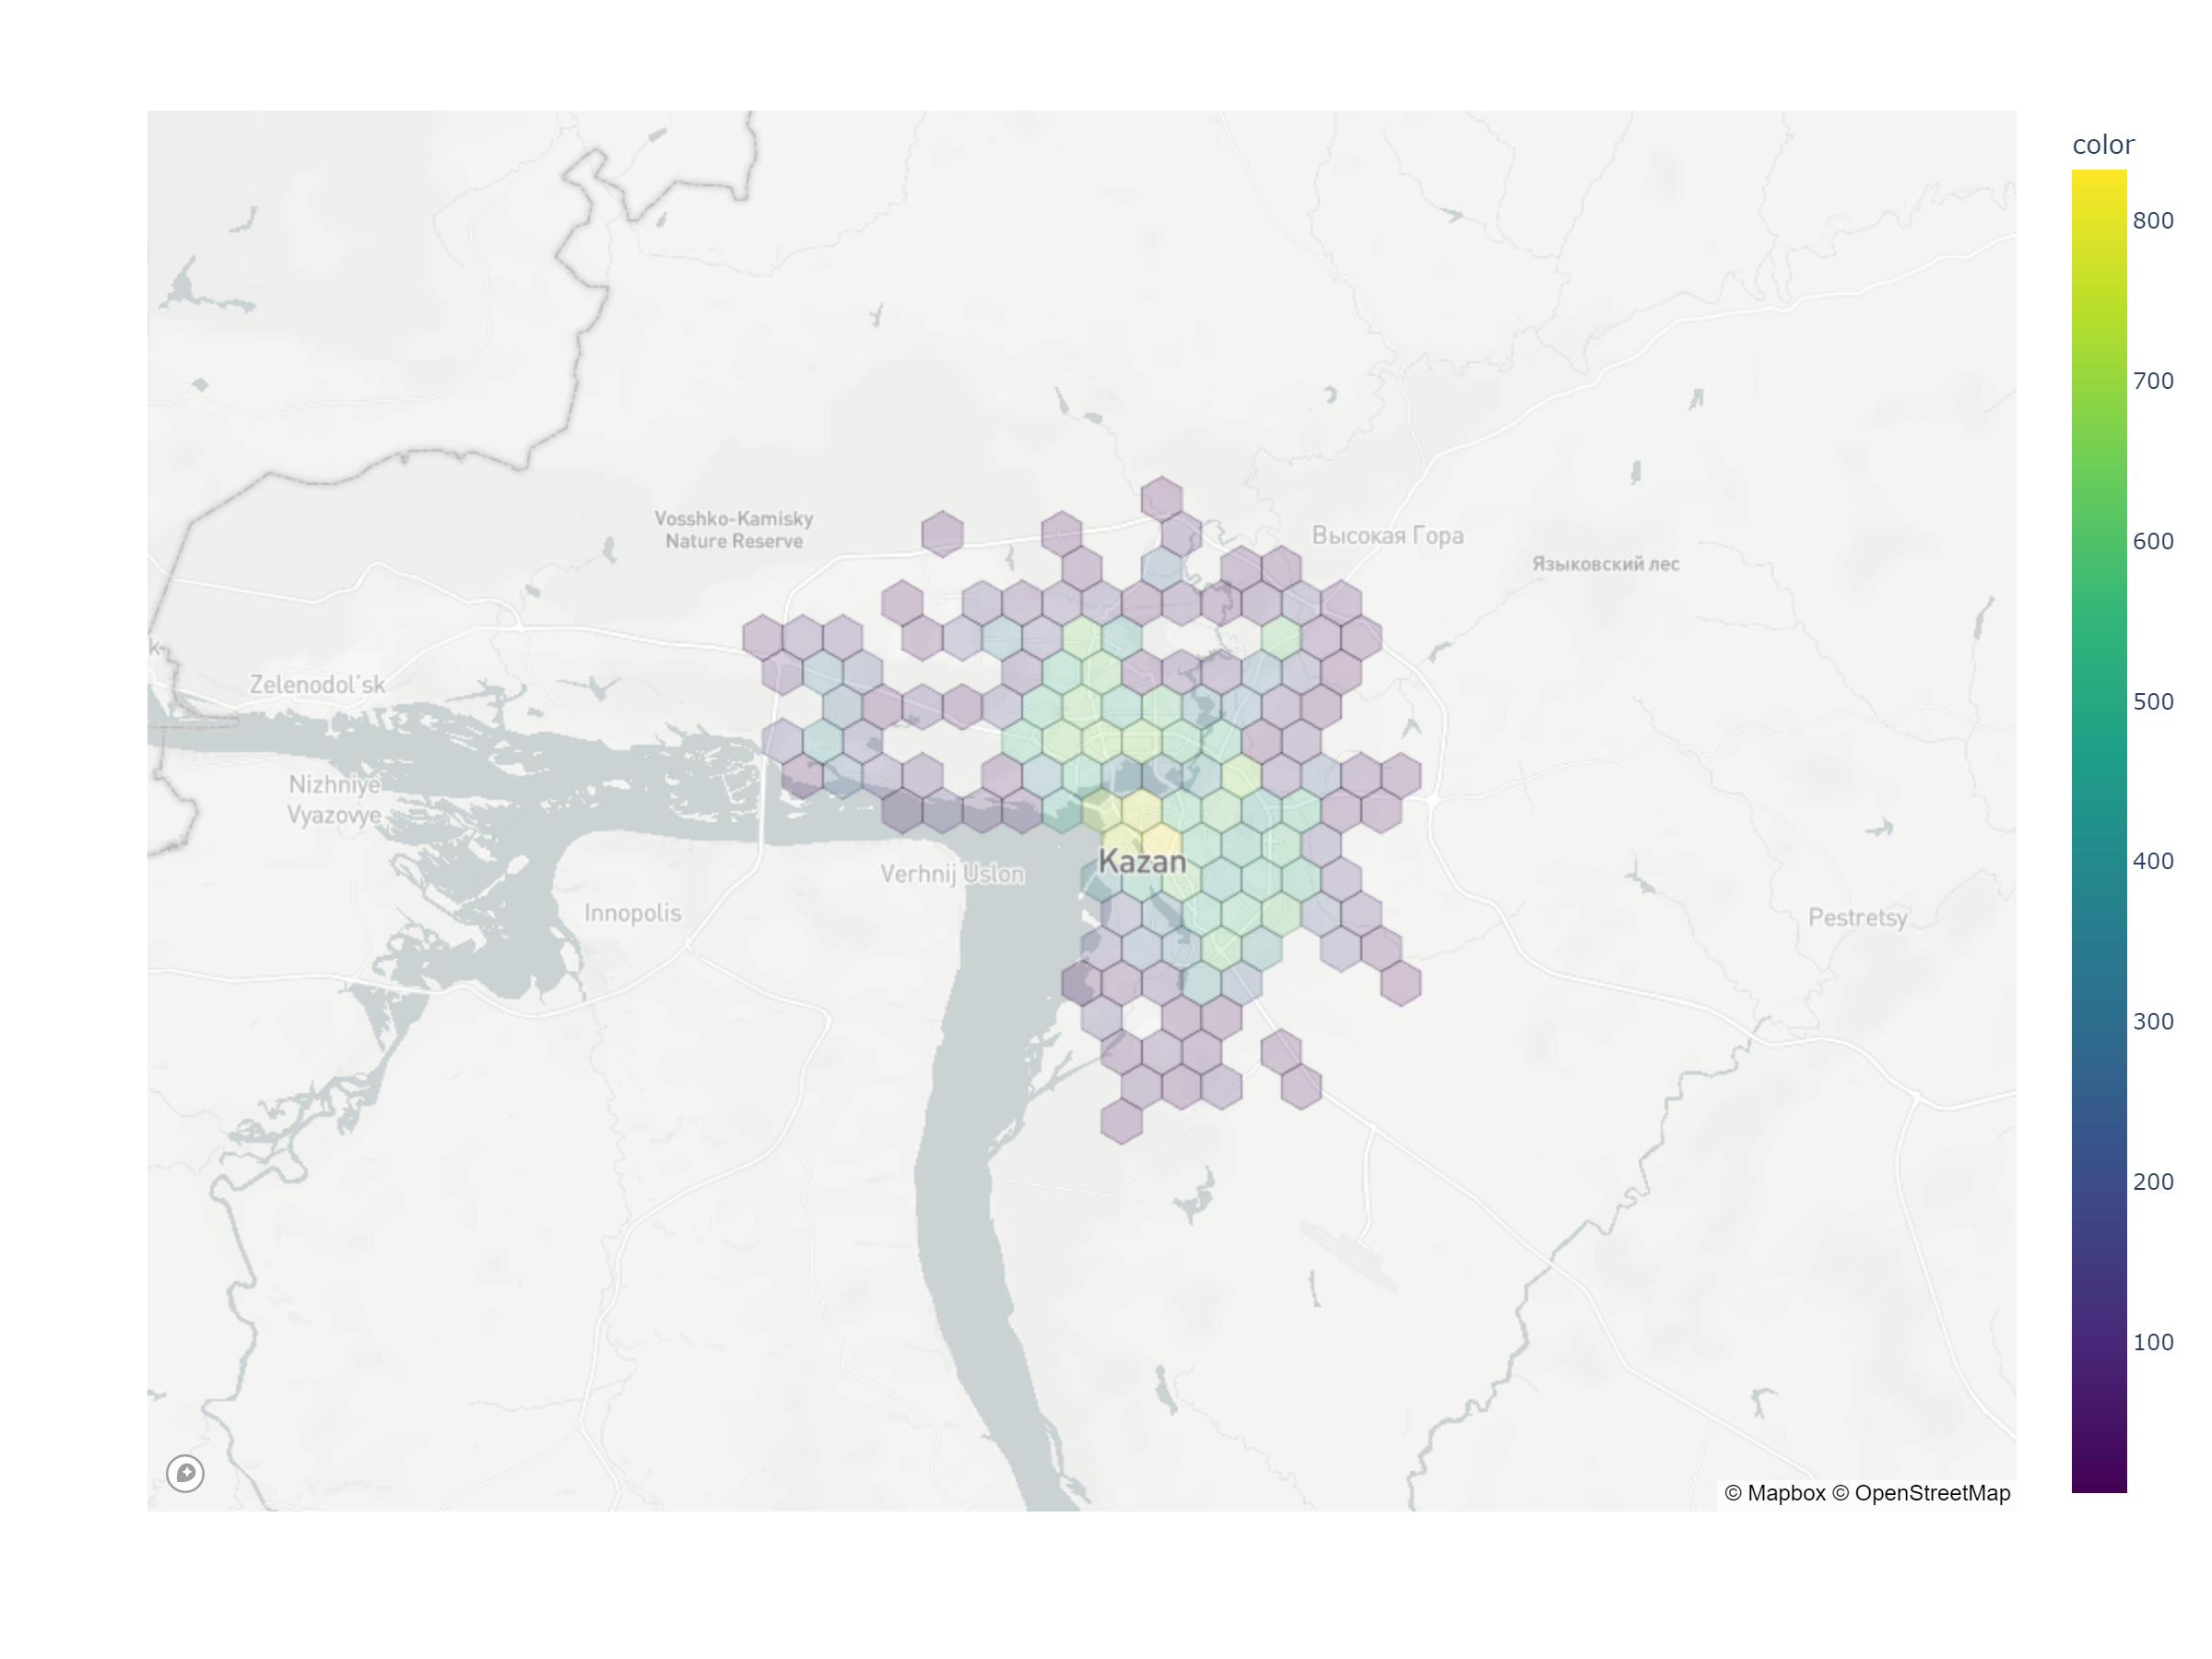 color
800
700
600
500
400
300
200
100
Vosshko-Kamisky
Nature Reserve
Высокая Гора
Языковский лес
k-
Zelenodol'sk
Nizhniye
Vyazovye
Kazan
Verhnij Uslon
Innopolis
Pestretsy
© Mapbox © OpenStreetMap